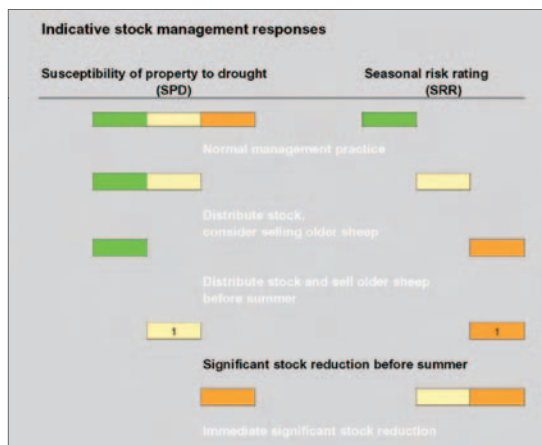 Indicative stock management responses
Susceptibility of property to drought
(SPD)
Seasonal risk rating
(SRR)
Normal management practice
Distribute stock,
consider selling older sheep
Distribute stock and sell older sheep
before summer
1
1
Significant stock reduction before summer
Immediate significant stock reduction